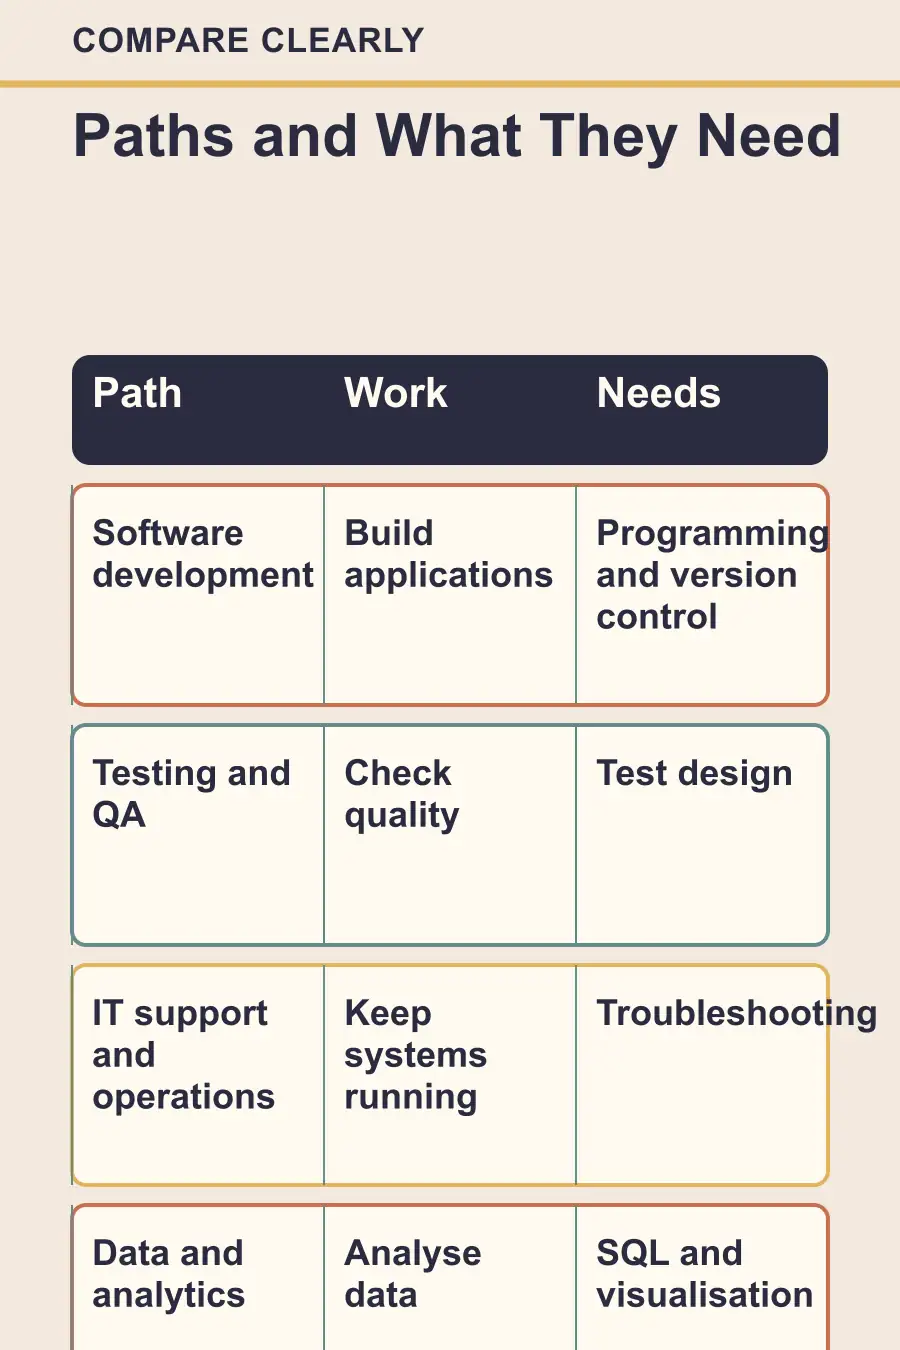 COMPARE CLEARLY
Paths and What They Need
Path Work Needs
Software
development
Build
applications
Programming
and version
control
Testing and
QA
Check
quality
Test design
IT support
and
operations
Keep
systems
running
Troubleshooting
Data and
analytics
Analyse
data
SQL and
visualisation